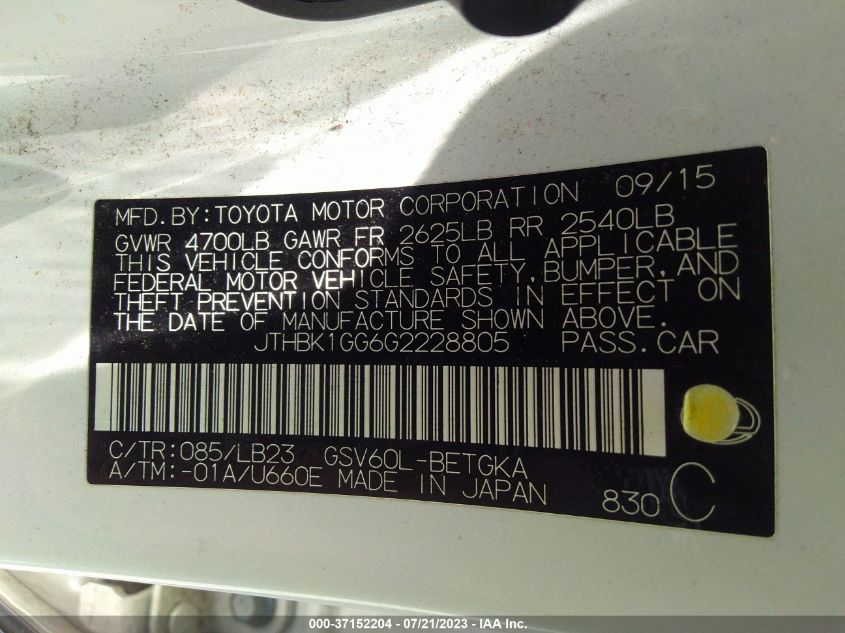 MFD.BY:TOYOTA MOTOR CORPORATION 09/15
GVWR 4700LB GAWR FR 2625LB RR 2540LB
THIS VEHICLE CONFORMS TO ALL APPLICABLE
FEDERAL MOTOR VEHICLE SAFETY,BUMPER,AND
THEFT PREVENTION STANDARDS IN EFFECT ON
THE DATE OF MANUFACTURE SHOWN ABOVE.
JTHBK1GG6G2228805 PASS.CAR
C/TR:085/LB23 GSV60L-BETGKA
A/TM:-01A/U660E MADE IN JAPAN 830 C
000-37152204 - 07/21/2023 - IAA Inc.